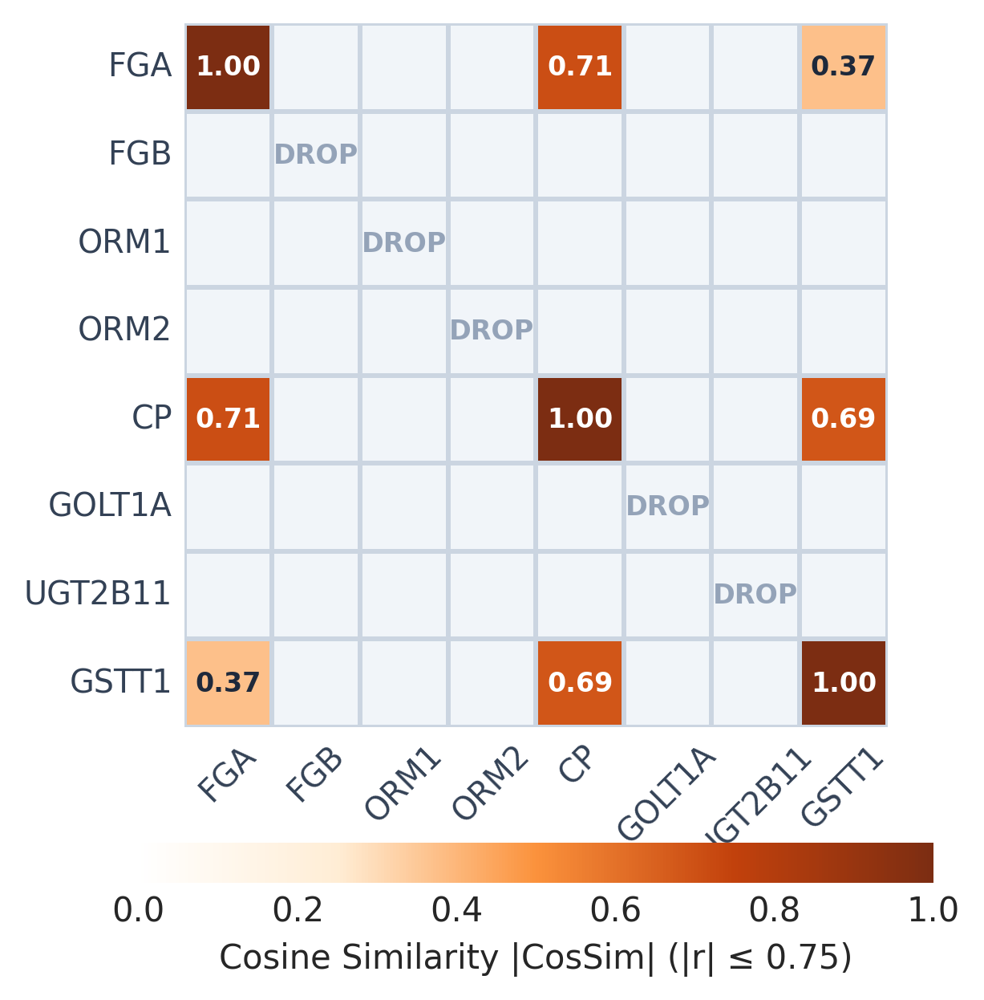 FGA 1.00 0.71 0.37
FGB DROP
ORM1 DROP
ORM2 DROP
CP 0.71 1.00 0.69
GOLT1A DROP
UGT2B11 DROP
GSTT1 0.37 0.69 1.00
FGA FGB ORM1 ORM2 CP GOLT1A GSTT1
0.0 0.2 0.4 0.6 0.8 1.0
Cosine Similarity |CosSim| (|r| ≤ 0.75)